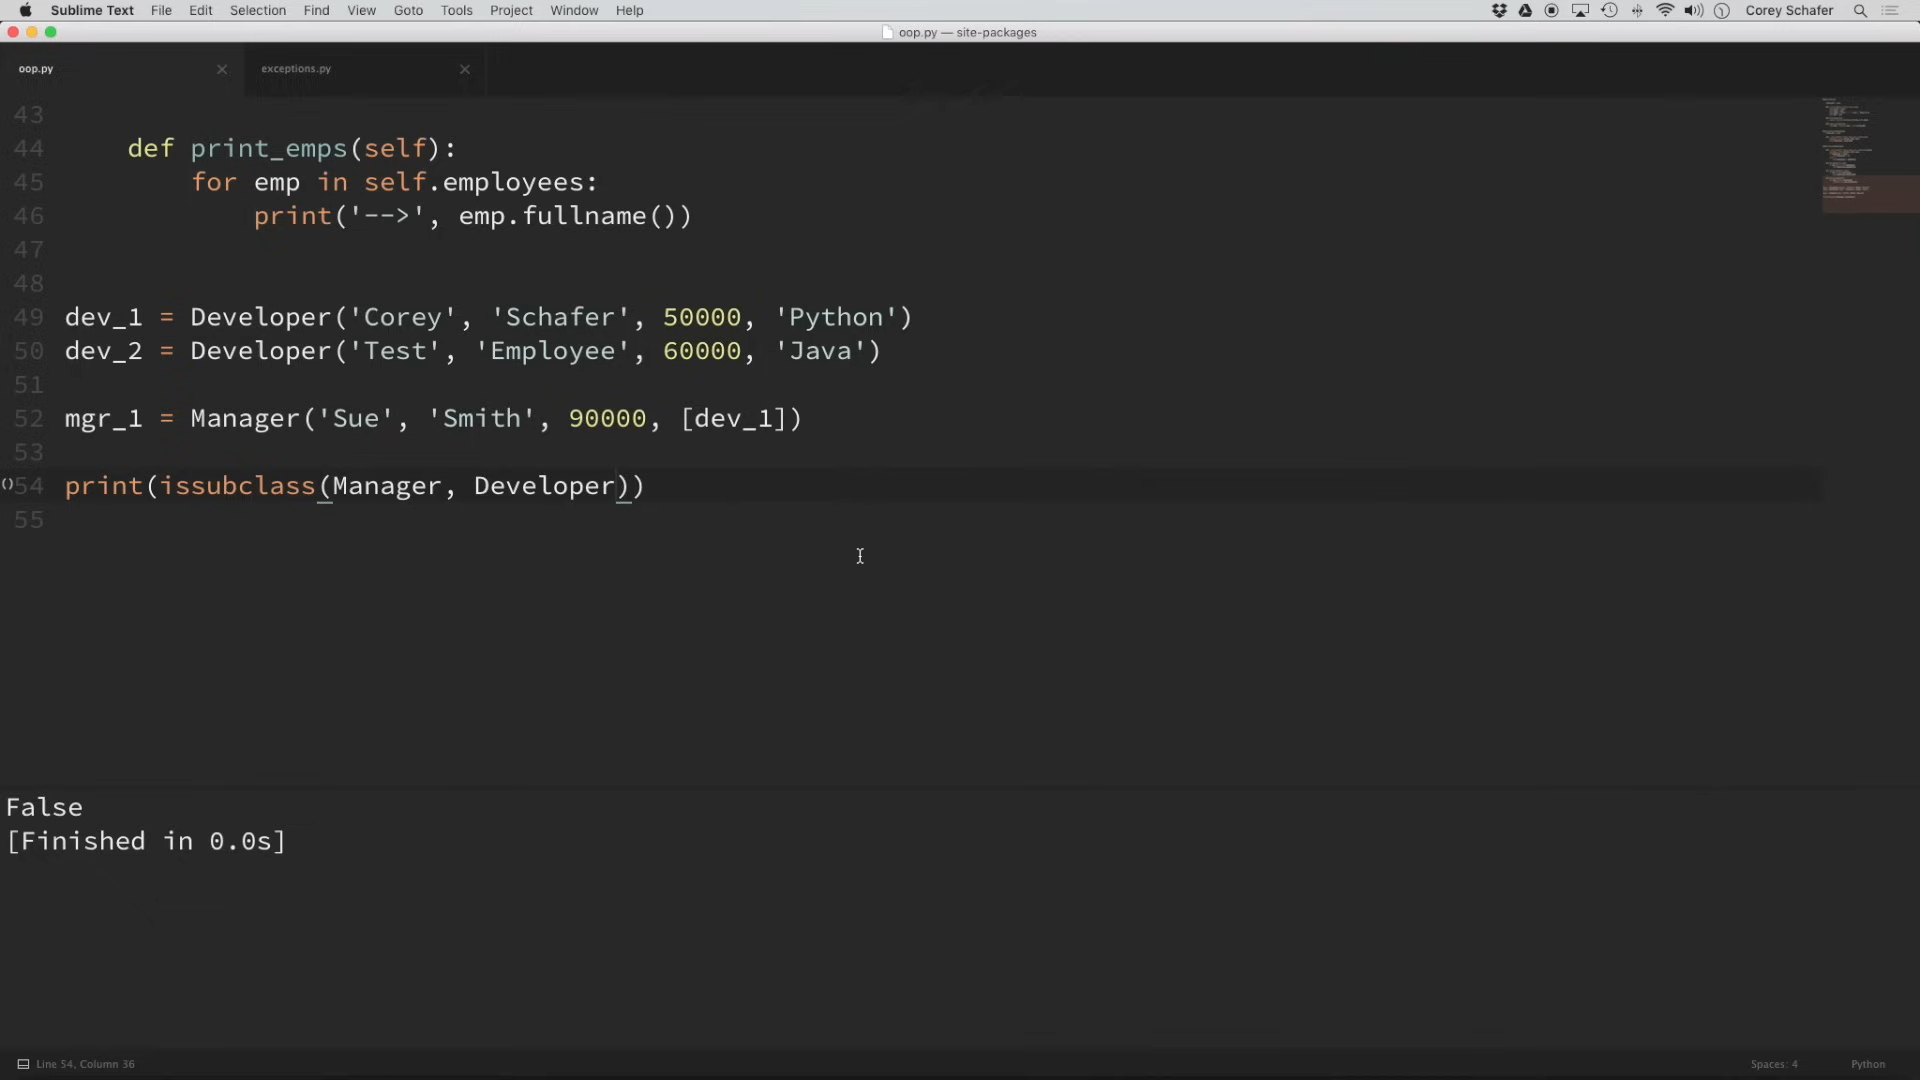 Sublime Text File Edit Selection Find View Goto Tools Project Window Help Corey Schafer
oop.py — site-packages
oop.py exceptions.py
43
44 def print_emps(self):
45 for emp in self.employees:
46 print('-->', emp.fullname())
47
48
49 dev_1 = Developer('Corey', 'Schafer', 50000, 'Python')
50 dev_2 = Developer('Test', 'Employee', 60000, 'Java')
51
52 mgr_1 = Manager('Sue', 'Smith', 90000, [dev_1])
53
54 print(issubclass(Manager, Developer))
55
False
[Finished in 0.0s]
Line 54, Column 36 Spaces: 4 Python